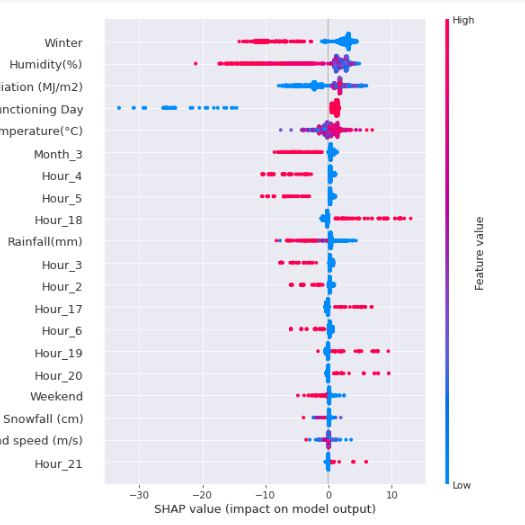 High
Winter
Humidity(%)
iation (MJ/m2)
nctioning Day
mperature(°C)
Month_3
Hour_4
Hour_5
Hour_18
Rainfall(mm)
Hour_3
Hour_2
Hour_17
Hour_6
Hour_19
Hour_20
Weekend
Snowfall (cm)
nd speed (m/s)
Hour_21
Feature value
Low
−30 −20 −10 0 10
SHAP value (impact on model output)